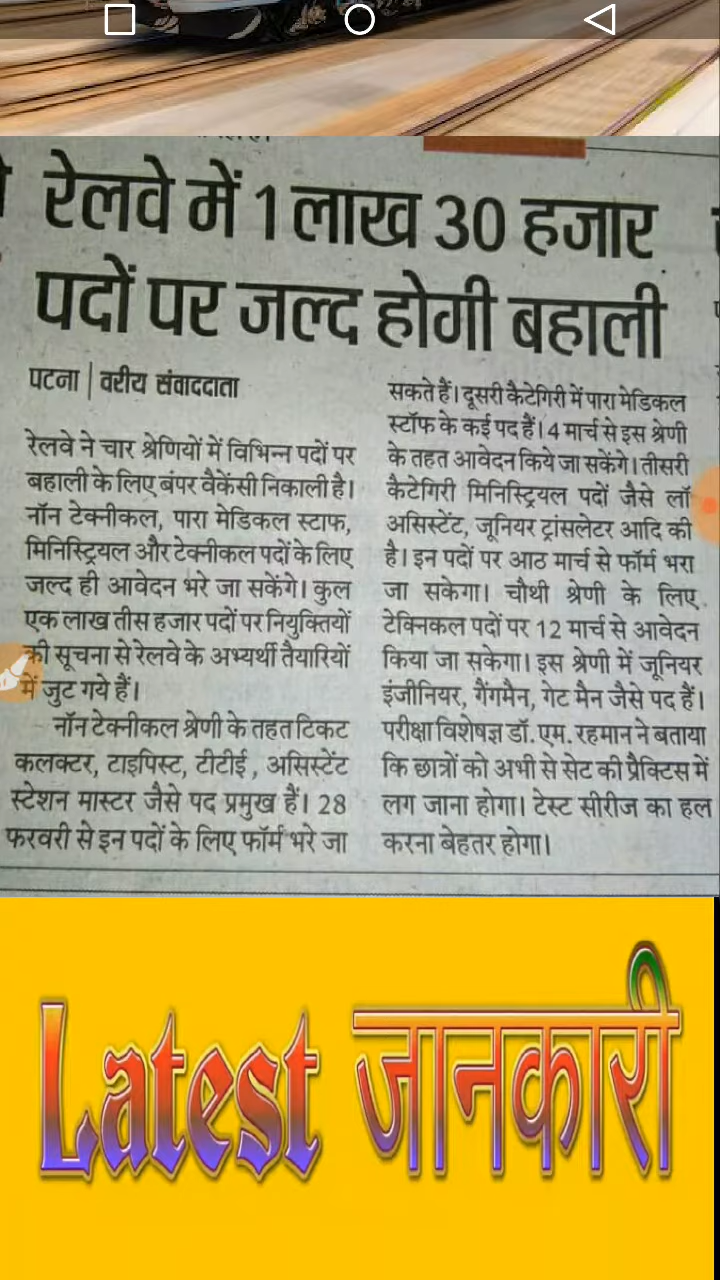 रेलवे में 1 लाख 30 हजार
पदों पर जल्द होगी बहाली
पटना | वरीय संवाददाता
रेलवे ने चार श्रेणियों में विभिन्न पदों पर
बहाली के लिए बंपर वैकेंसी निकाली है।
नॉन टेक्नीकल, पारा मेडिकल स्टाफ,
मिनिस्ट्रियल और टेक्नीकल पदों के लिए
जल्द ही आवेदन भरे जा सकेंगे। कुल
एक लाख तीस हजार पदों पर नियुक्तियों
की सूचना से रेलवे के अभ्यर्थी तैयारियों
में जुट गये हैं।
नॉन टेक्नीकल श्रेणी के तहत टिकट
कलक्टर, टाइपिस्ट, टीटीई, असिस्टेंट
स्टेशन मास्टर जैसे पद प्रमुख हैं। 28
फरवरी से इन पदों के लिए फॉर्म भरे जा
सकते हैं। दूसरी कैटेगिरी में पारा मेडिकल
स्टॉफ के कई पद हैं। 4 मार्च से इस श्रेणी
के तहत आवेदन किये जा सकेंगे। तीसरी
कैटेगिरी मिनिस्ट्रियल पदों जैसे लॉ
असिस्टेंट, जूनियर ट्रांसलेटर आदि की
है। इन पदों पर आठ मार्च से फॉर्म भरा
जा सकेगा। चौथी श्रेणी के लिए
टेक्निकल पदों पर 12 मार्च से आवेदन
किया जा सकेगा। इस श्रेणी में जूनियर
इंजीनियर, गैंगमैन, गेट मैन जैसे पद हैं।
परीक्षा विशेषज्ञ डॉ. एम. रहमान ने बताया
कि छात्रों को अभी से सेट की प्रैक्टिस में
लग जाना होगा। टेस्ट सीरीज का हल
करना बेहतर होगा।
Latest जानकारी